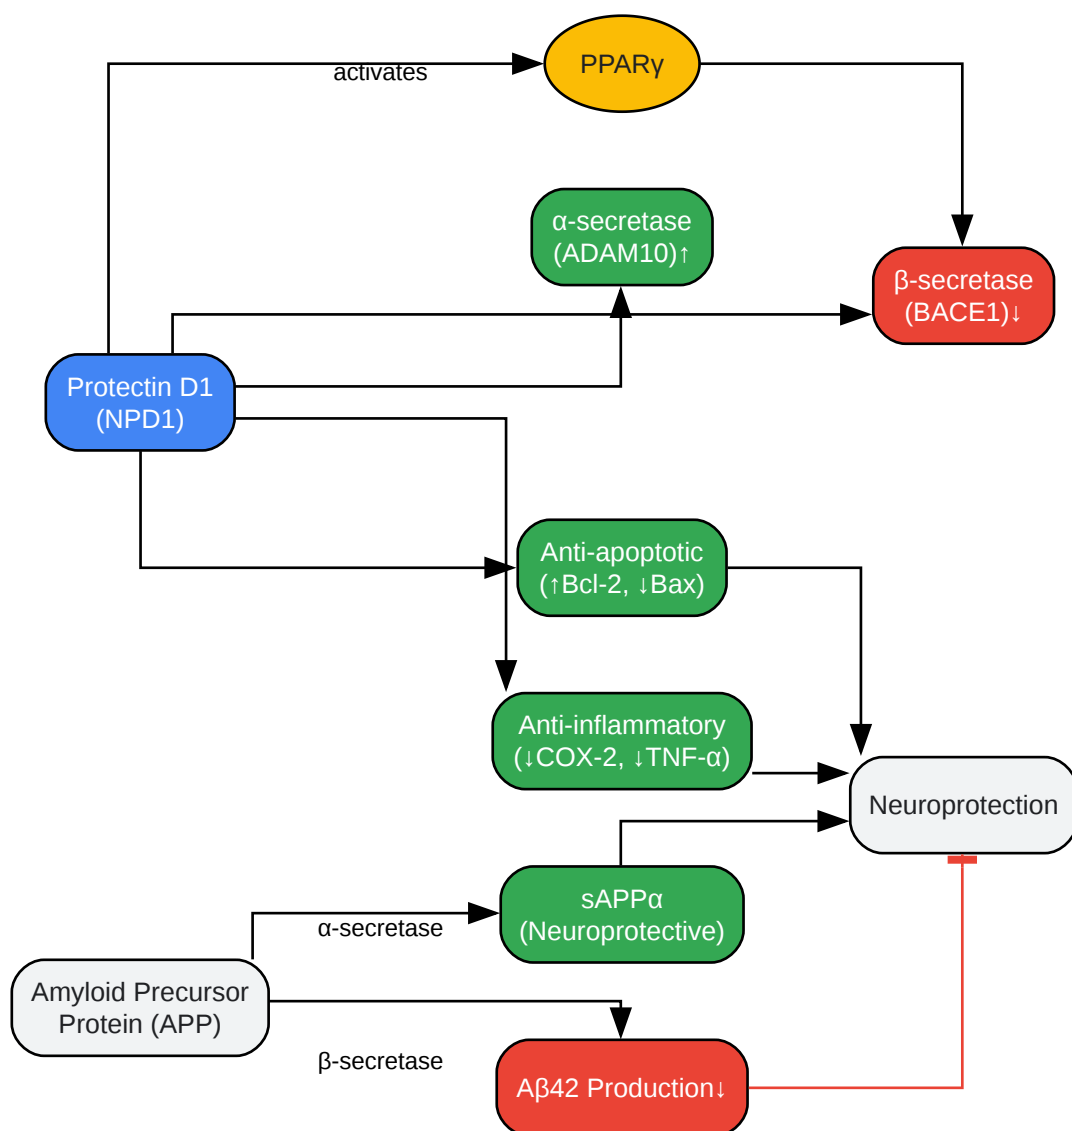 activates
PPARγ
α-secretase
(ADAM10)↑
β-secretase
(BACE1)↓
Protectin D1
(NPD1)
Anti-apoptotic
(↑Bcl-2, ↓Bax)
Anti-inflammatory
(↓COX-2, ↓TNF-α)
Neuroprotection
sAPPα
(Neuroprotective)
α-secretase
Amyloid Precursor
Protein (APP)
β-secretase
Aβ42 Production↓